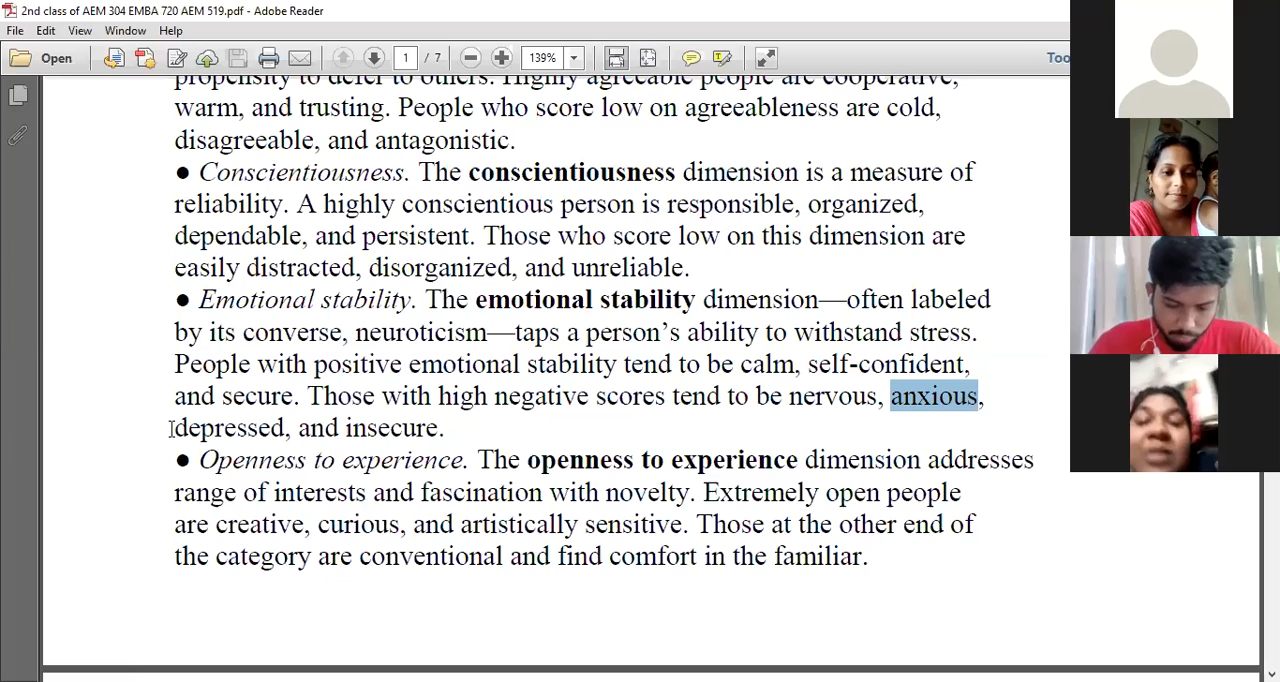 2nd class of AEM 304 EMBA 720 AEM 519.pdf - Adobe Reader
File Edit View Window Help
Open 1 / 7 139% Too
propensity to defer to others. Highly agreeable people are cooperative,
warm, and trusting. People who score low on agreeableness are cold,
disagreeable, and antagonistic.
● Conscientiousness. The conscientiousness dimension is a measure of
reliability. A highly conscientious person is responsible, organized,
dependable, and persistent. Those who score low on this dimension are
easily distracted, disorganized, and unreliable.
● Emotional stability. The emotional stability dimension—often labeled
by its converse, neuroticism—taps a person’s ability to withstand stress.
People with positive emotional stability tend to be calm, self-confident,
and secure. Those with high negative scores tend to be nervous, anxious,
depressed, and insecure.
● Openness to experience. The openness to experience dimension addresses
range of interests and fascination with novelty. Extremely open people
are creative, curious, and artistically sensitive. Those at the other end of
the category are conventional and find comfort in the familiar.